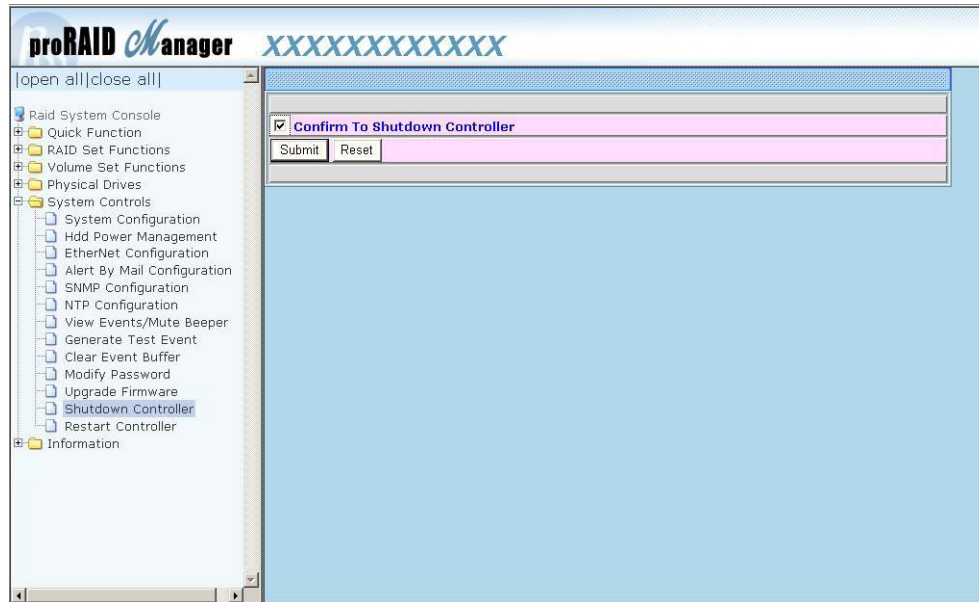 proRAID Manager XXXXXXXXXXXX
|open all|close all|
Raid System Console
Quick Function
RAID Set Functions
Volume Set Functions
Physical Drives
System Controls
System Configuration
Hdd Power Management
EtherNet Configuration
Alert By Mail Configuration
SNMP Configuration
NTP Configuration
View Events/Mute Beeper
Generate Test Event
Clear Event Buffer
Modify Password
Upgrade Firmware
Shutdown Controller
Restart Controller
Information
Confirm To Shutdown Controller
Submit Reset